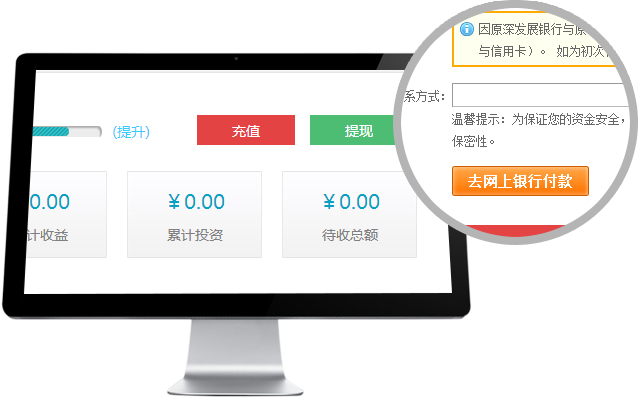 因原深发展银行与原
与信用卡）。 如为初次
系方式：
温馨提示：为保证您的资金安全，
保密性。
去网上银行付款
(提升)
充值
提现
0.00
¥ 0.00
¥ 0.00
计收益
累计投资
待收总额